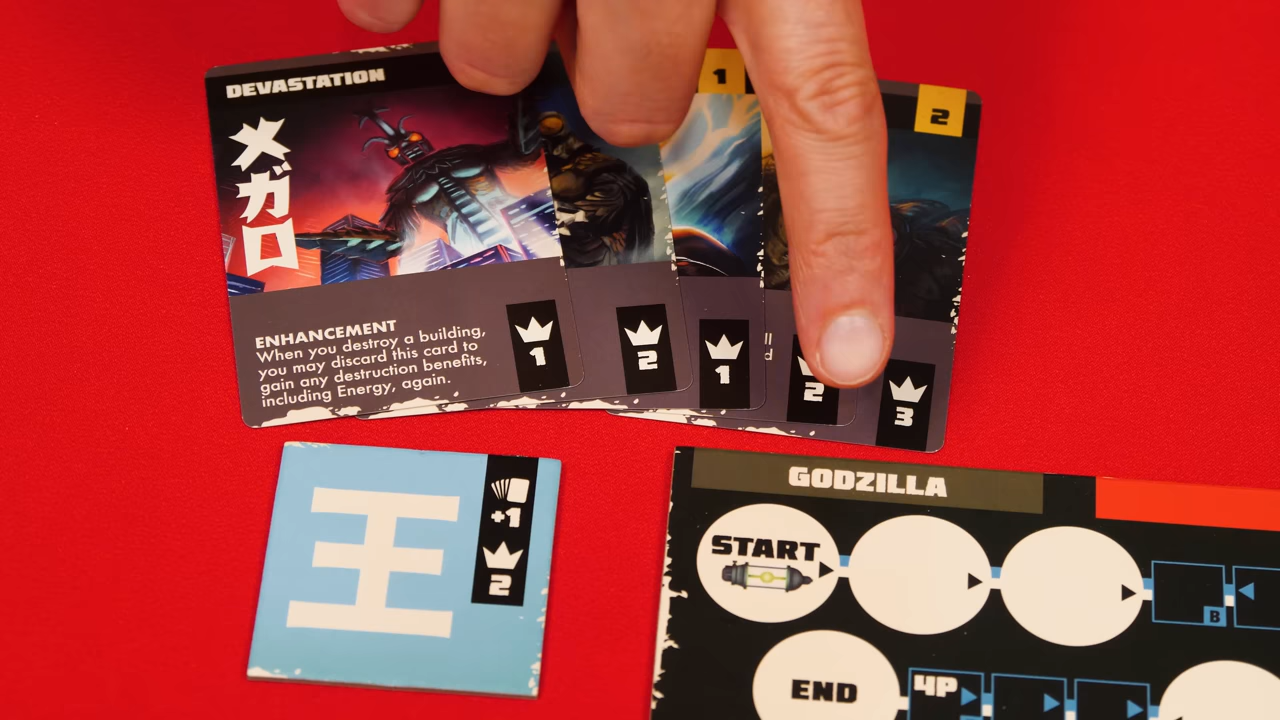 DEVASTATION
1
2
メガロ
ENHANCEMENT
When you destroy a building,
you may discard this card to
gain any destruction benefits,
including Energy, again.
1
2
1
2
3
王
+1
2
GODZILLA
START
B
END
4P